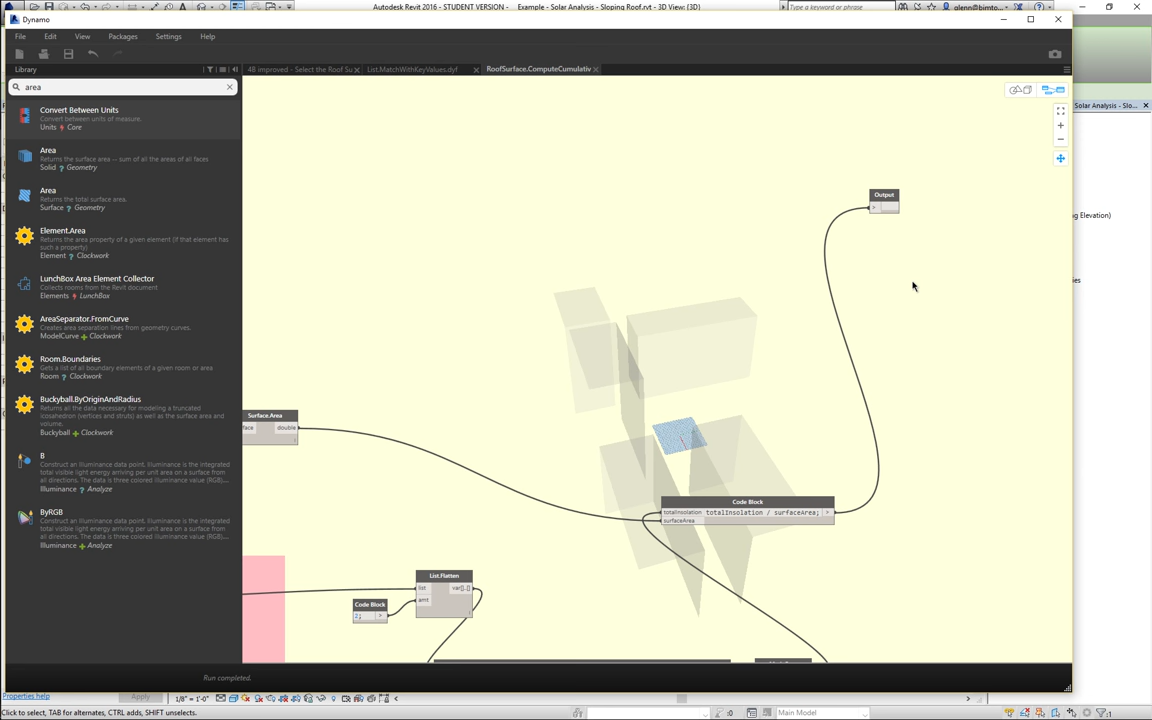 Autodesk Revit 2016 - STUDENT VERSION - Example - Solar Analysis - Sloping Roof.rvt - 3D View: {3D}
Type a keyword or phrase
glenn@bimto...
Dynamo
File Edit View Packages Settings Help
Library
4B improved - Select the Roof Su
List.MatchWithKeyValues.dyf
RoofSurface.ComputeCumulativ
Solar Analysis - Slo...
area
Convert Between Units
Convert between units of measure.
Units Core
Area
Returns the surface area -- sum of all the areas of all faces
Solid ? Geometry
Area
Returns the total surface area.
Surface ? Geometry
Element.Area
Returns the area property of a given element (if that element has
such a property)
Element ? Clockwork
LunchBox Area Element Collector
Collects rooms from the Revit document
Elements LunchBox
AreaSeparator.FromCurve
Creates area separation lines from geometry curves.
ModelCurve + Clockwork
Room.Boundaries
Gets a list of all boundary elements of a given room or area
Room ? Clockwork
Buckyball.ByOriginAndRadius
Returns all the data necessary for modeling a truncated
icosahedron (vertices and struts) as well as the surface area and
volume.
Buckyball + Clockwork
B
Construct an Illuminance data point. Illuminance is the integrated
total visible light energy arriving per unit area on a surface from
all directions. The data is three colored illuminance value (RGB)....
Illuminance ? Analyze
ByRGB
Construct an Illuminance data point. Illuminance is the integrated
total visible light energy arriving per unit area on a surface from
all directions. The data is three colored illuminance value (RGB)....
Illuminance + Analyze
Output
>
g Elevation)
ies
Surface.Area
face double
Code Block
totalInsolation totalInsolation / surfaceArea; >
surfaceArea
List.Flatten
list var[]..[]
amt
Code Block
2; >
Run completed.
Properties help
Apply
1/8" = 1'-0"
Click to select, TAB for alternates, CTRL adds, SHIFT unselects.
:0
Main Model
:1